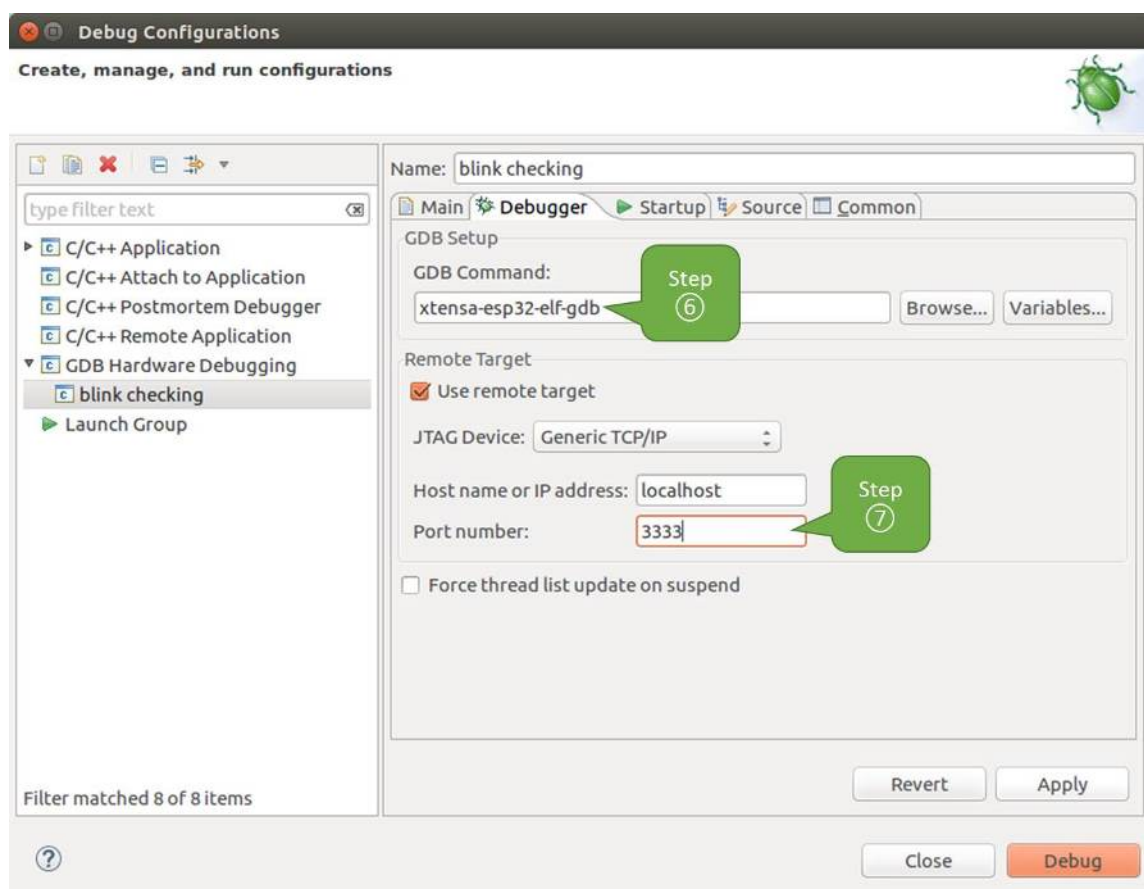 Debug Configurations
Create, manage, and run configurations
type filter text
C/C++ Application
C/C++ Attach to Application
C/C++ Postmortem Debugger
C/C++ Remote Application
GDB Hardware Debugging
blink checking
Launch Group
Filter matched 8 of 8 items
Name: blink checking
Main Debugger Startup Source Common
GDB Setup
GDB Command:
xtensa-esp32-elf-gdb
Browse... Variables...
Step
⑥
Remote Target
Use remote target
JTAG Device: Generic TCP/IP
Host name or IP address: localhost
Port number: 3333
Step
⑦
Force thread list update on suspend
Revert Apply
? Close Debug